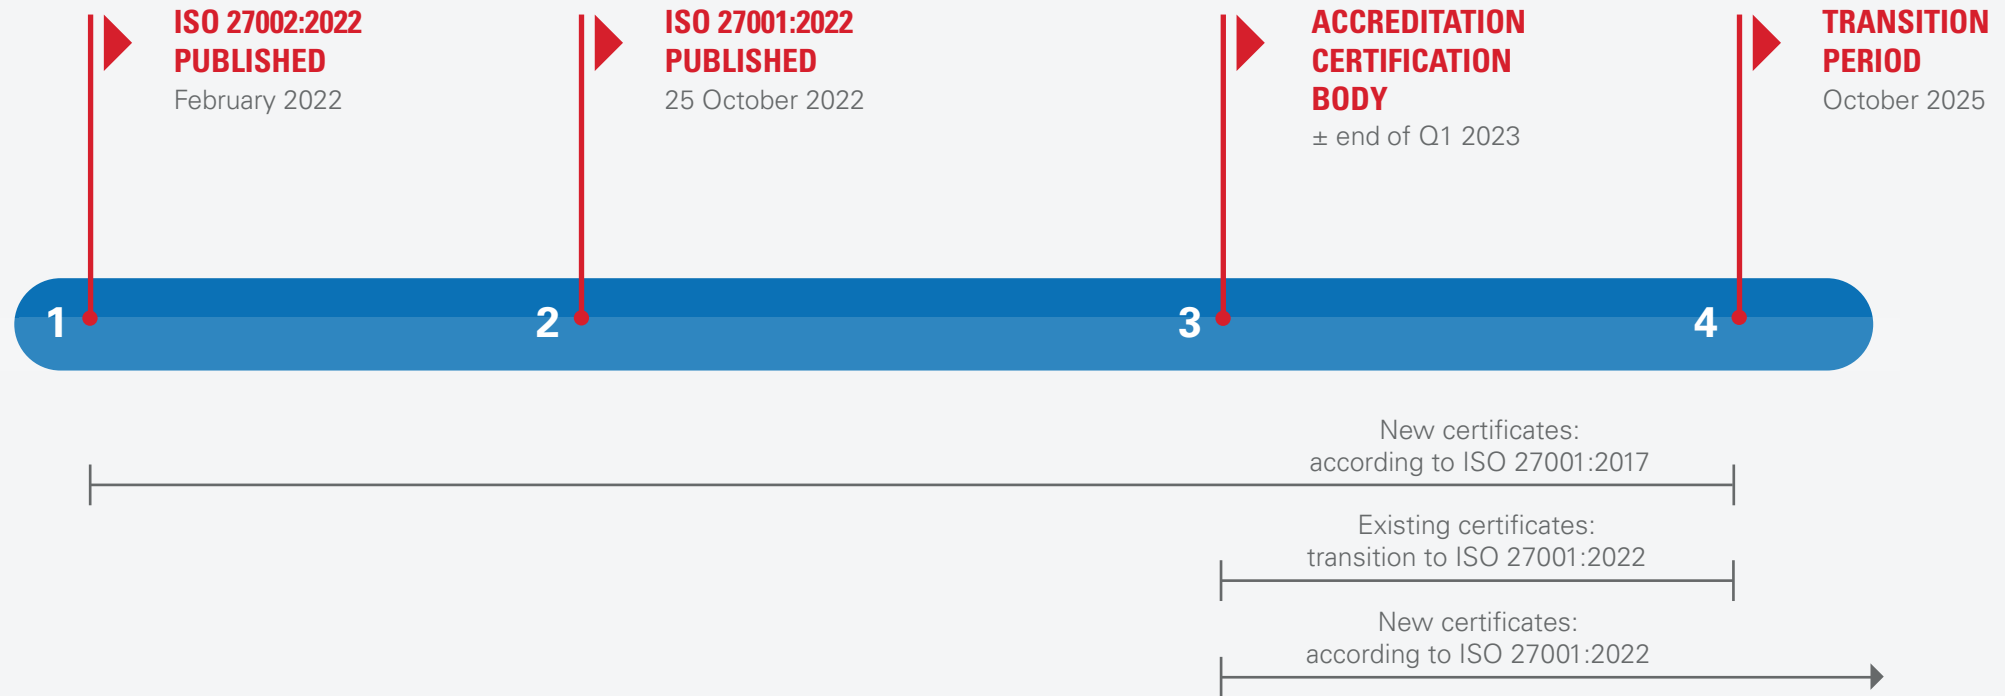 ISO 27002:2022
PUBLISHED
February 2022
ISO 27001:2022
PUBLISHED
25 October 2022
ACCREDITATION
CERTIFICATION
BODY
± end of Q1 2023
TRANSITION
PERIOD
October 2025
1
2
3
4
New certificates:
according to ISO 27001:2017
Existing certificates:
transition to ISO 27001:2022
New certificates:
according to ISO 27001:2022